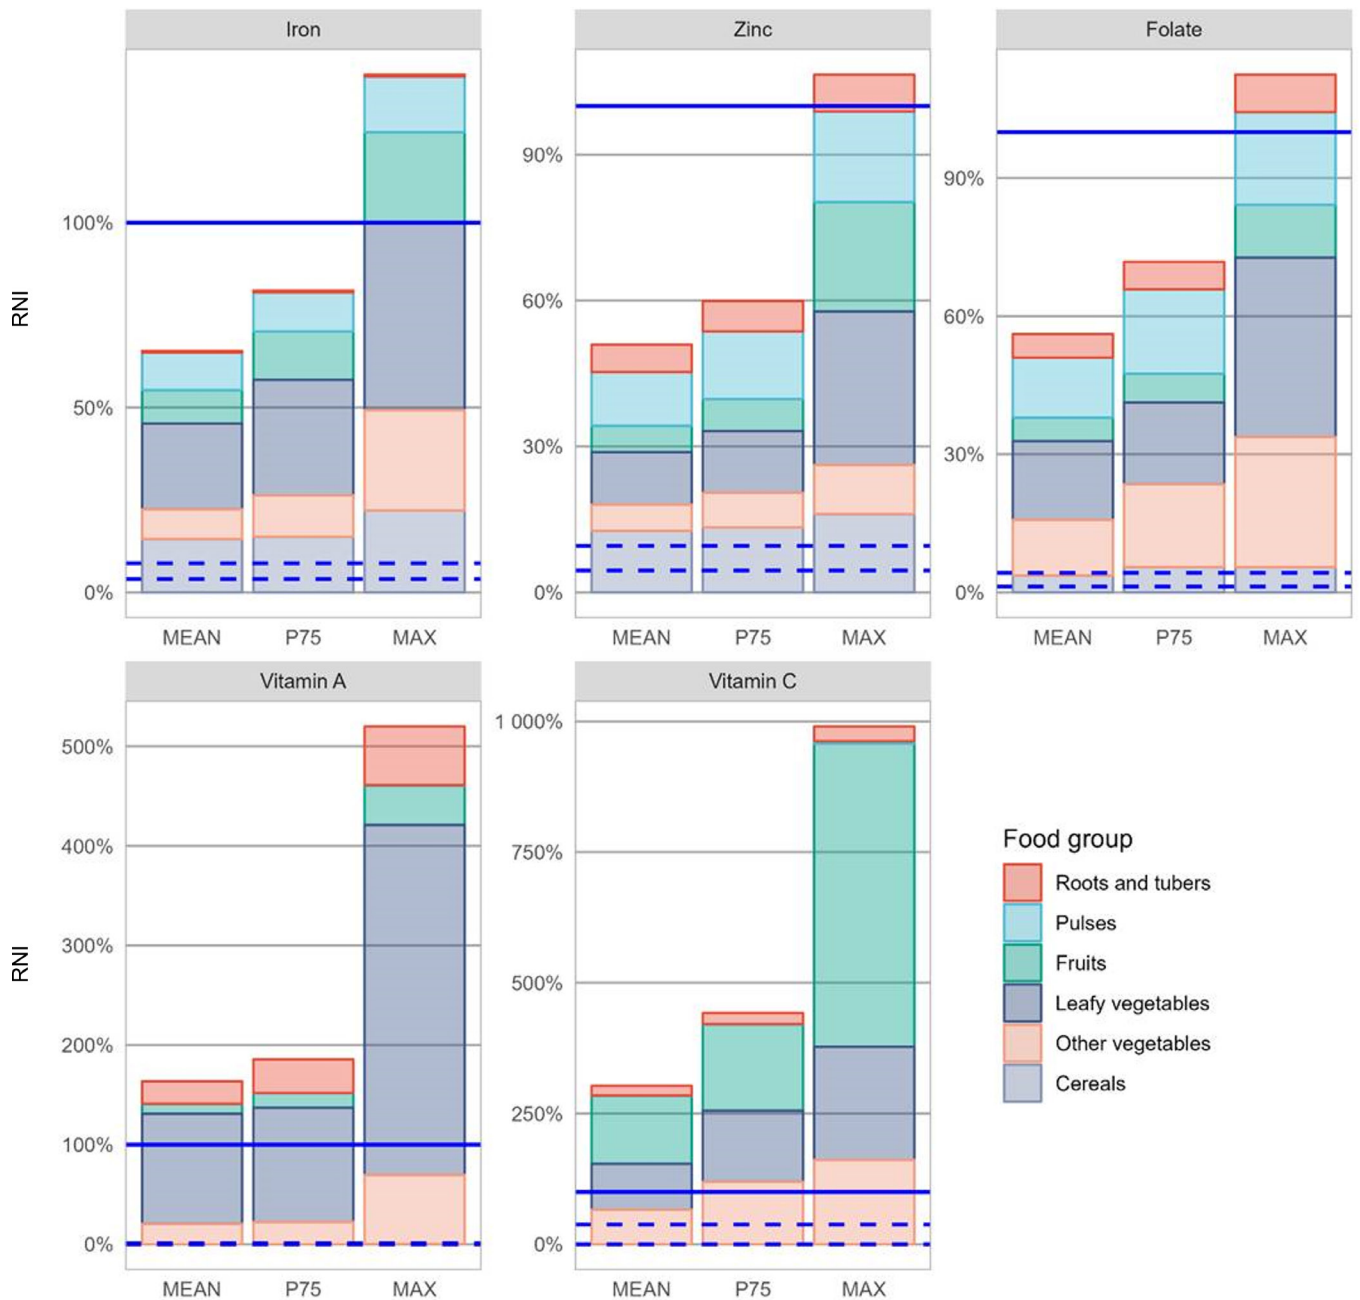 Iron
Zinc
Folate
RNI
100%
50%
0%
90%
60%
30%
0%
90%
60%
30%
0%
MEAN P75 MAX
MEAN P75 MAX
MEAN P75 MAX
Vitamin A
Vitamin C
RNI
500%
400%
300%
200%
100%
0%
1 000%
750%
500%
250%
0%
MEAN P75 MAX
MEAN P75 MAX
Food group
Roots and tubers
Pulses
Fruits
Leafy vegetables
Other vegetables
Cereals